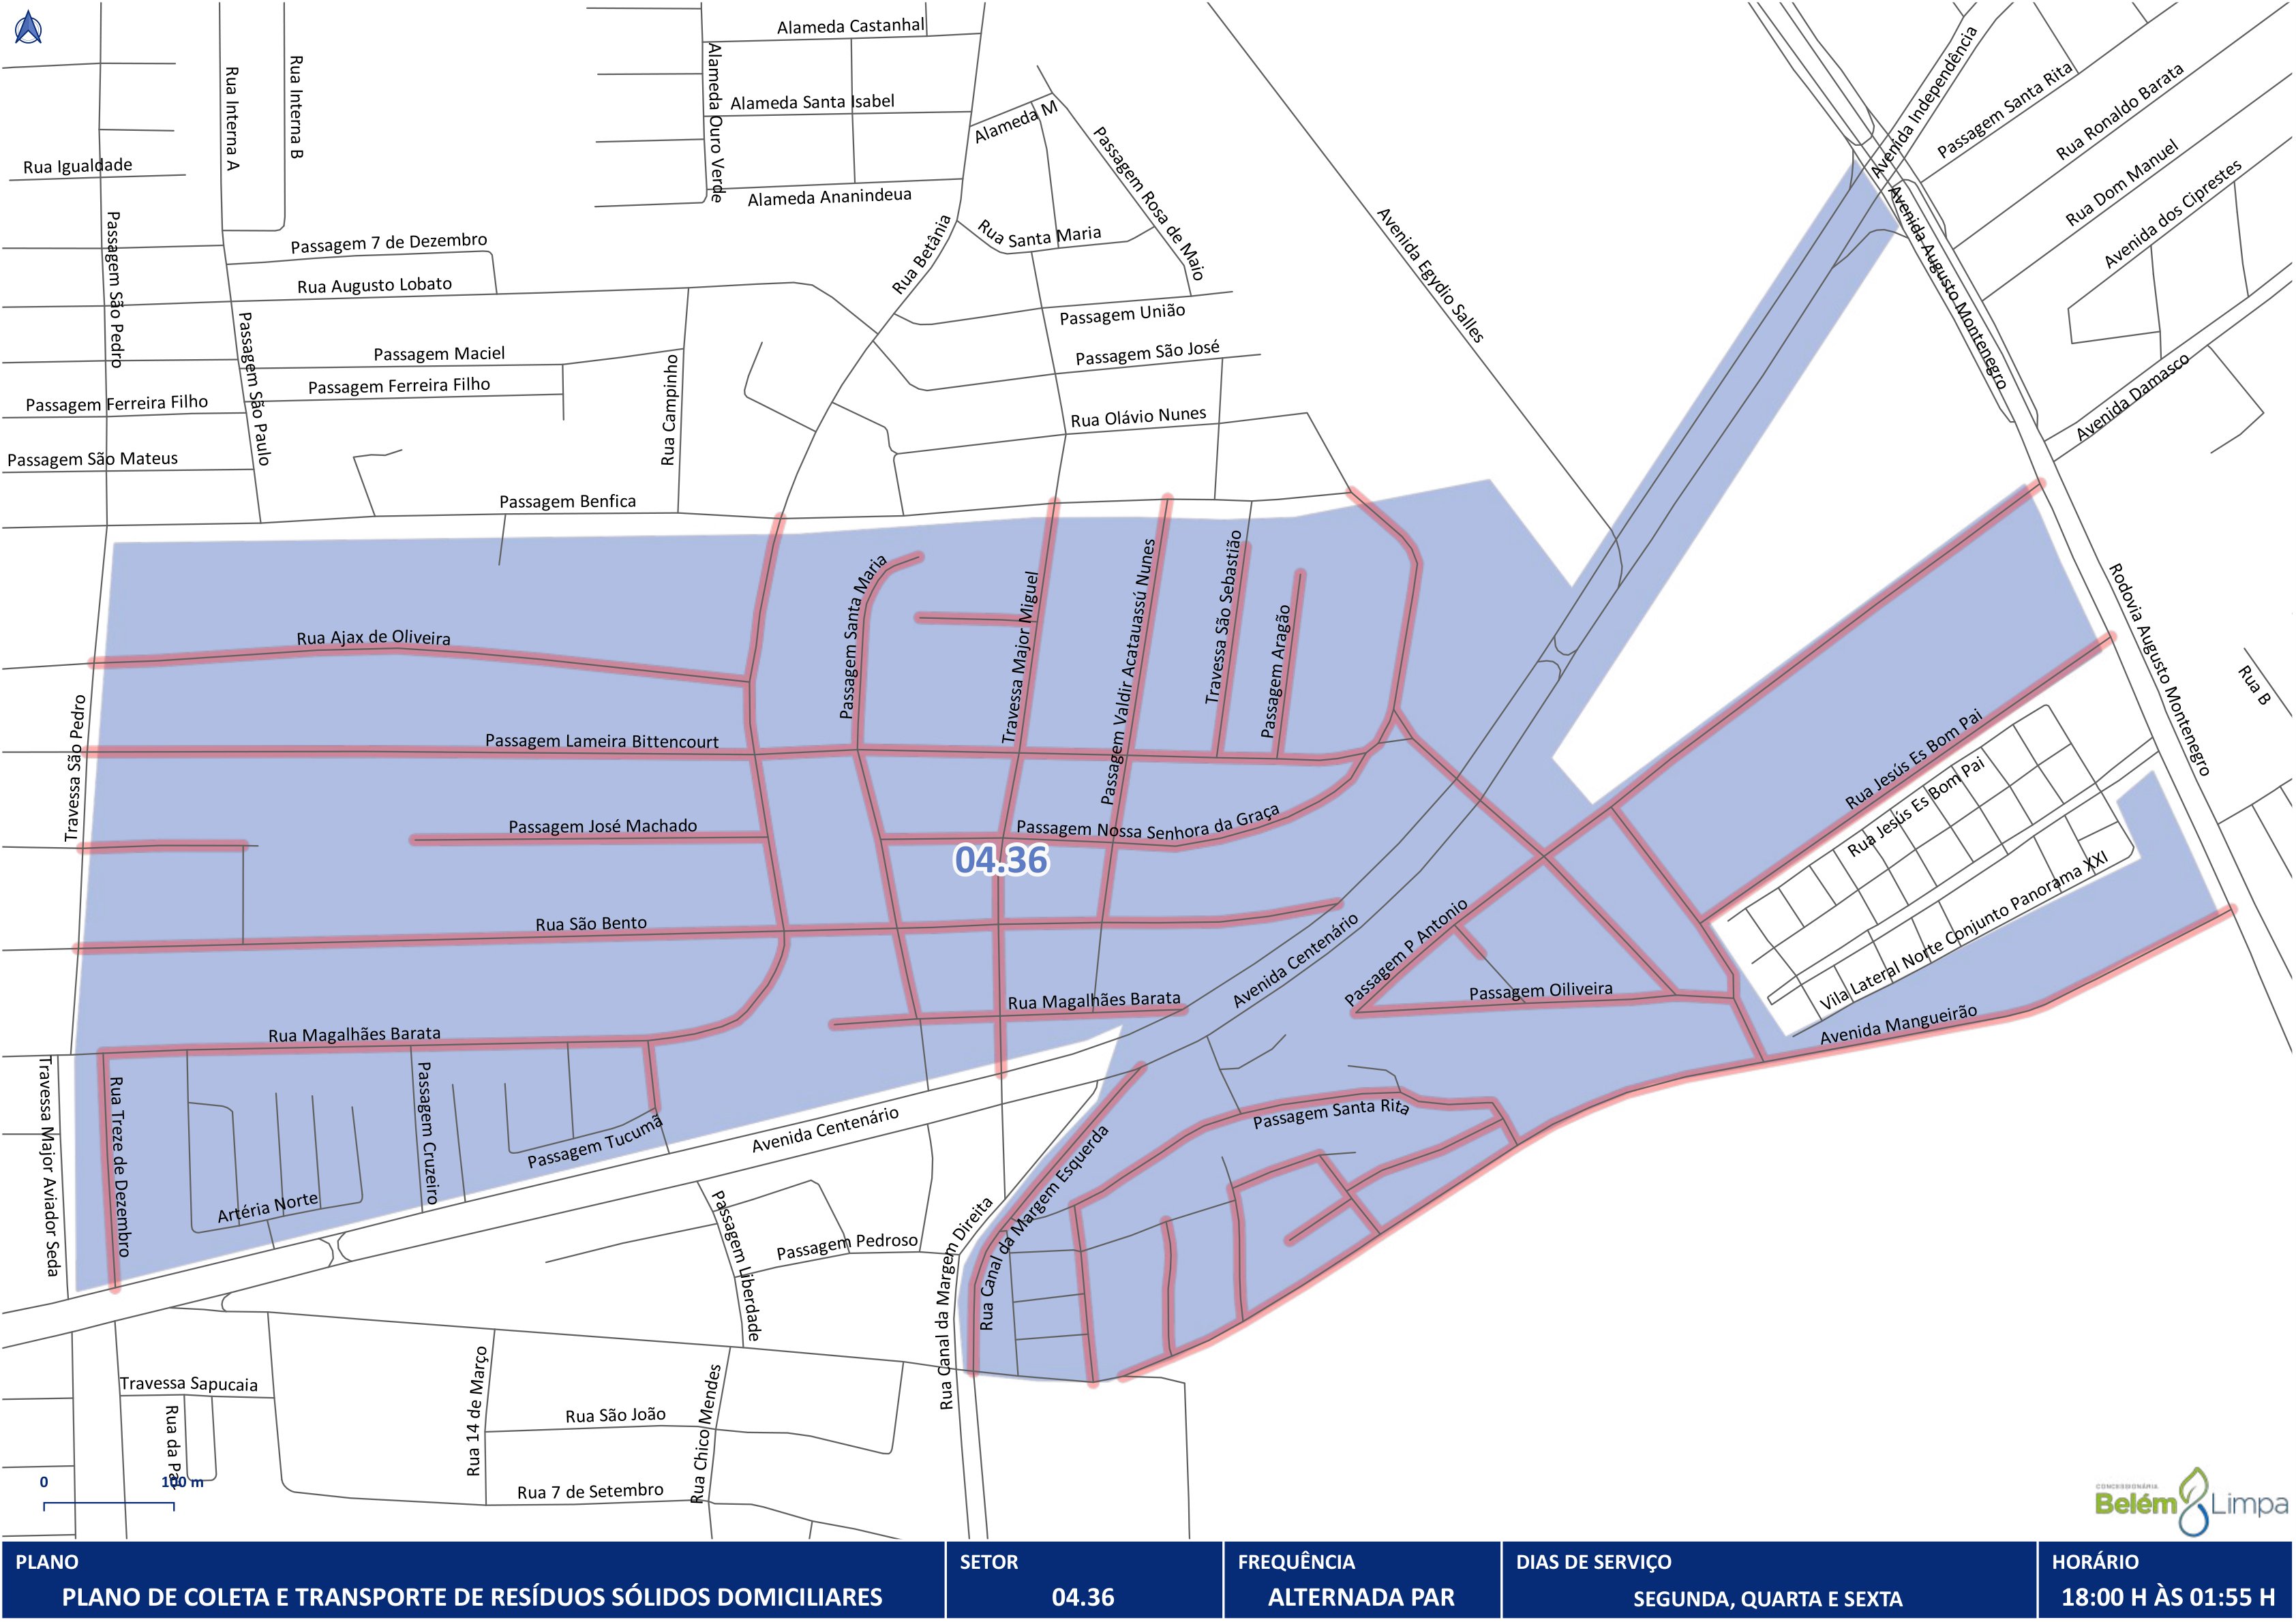 Alameda Castanhal
Rua Interna A
Rua Interna B
Alameda Ouro Verde
Alameda Santa Isabel
Alameda M
Alameda Ananindeua
Rua Igualdade
Passagem São Pedro
Passagem 7 de Dezembro
Rua Augusto Lobato
Rua Betânia
Rua Santa Maria
Passagem Rosa de Maio
Passagem União
Passagem São José
Rua Olávio Nunes
Avenida Egydio Salles
Avenida Independência
Passagem Santa Rita
Rua Ronaldo Barata
Rua Dom Manuel
Avenida dos Ciprestes
Avenida Augusto Montenegro
Avenida Augusto Montenegro
Avenida Damasco
Passagem São Paulo
Passagem Maciel
Passagem Ferreira Filho
Passagem Ferreira Filho
Rua Campinho
Passagem São Mateus
Passagem Benfica
Rua Ajax de Oliveira
Passagem Santa Maria
Travessa Major Miguel
Passagem Valdir Acatauassú Nunes
Travessa São Sebastião
Passagem Aragão
Travessa São Pedro
Passagem Lameira Bittencourt
Passagem José Machado
Passagem Nossa Senhora da Graça
04.36
Rua São Bento
Rodovia Augusto Montenegro
Rua B
Rua Jesús Es Bom Pai
Rua Jesús Es Bom Pai
Vila Lateral Norte Conjunto Panorama XXI
Avenida Mangueirão
Passagem P Antonio
Passagem Oiliveira
Avenida Centenário
Rua Magalhães Barata
Rua Magalhães Barata
Travessa Major Aviador Seda
Rua Treze de Dezembro
Passagem Cruzeiro
Passagem Tucumã
Artéria Norte
Avenida Centenário
Passagem Santa Rita
Rua Canal da Margem Esquerda
Rua Canal da Margem Direita
Passagem Liberdade
Passagem Pedroso
Travessa Sapucaia
Rua da Paz
Rua 14 de Março
Rua São João
Rua Chico Mendes
Rua 7 de Setembro
0 100 m
CONCESSIONÁRIA
Belém Limpa
PLANO
PLANO DE COLETA E TRANSPORTE DE RESÍDUOS SÓLIDOS DOMICILIARES
SETOR
04.36
FREQUÊNCIA
ALTERNADA PAR
DIAS DE SERVIÇO
SEGUNDA, QUARTA E SEXTA
HORÁRIO
18:00 H ÀS 01:55 H